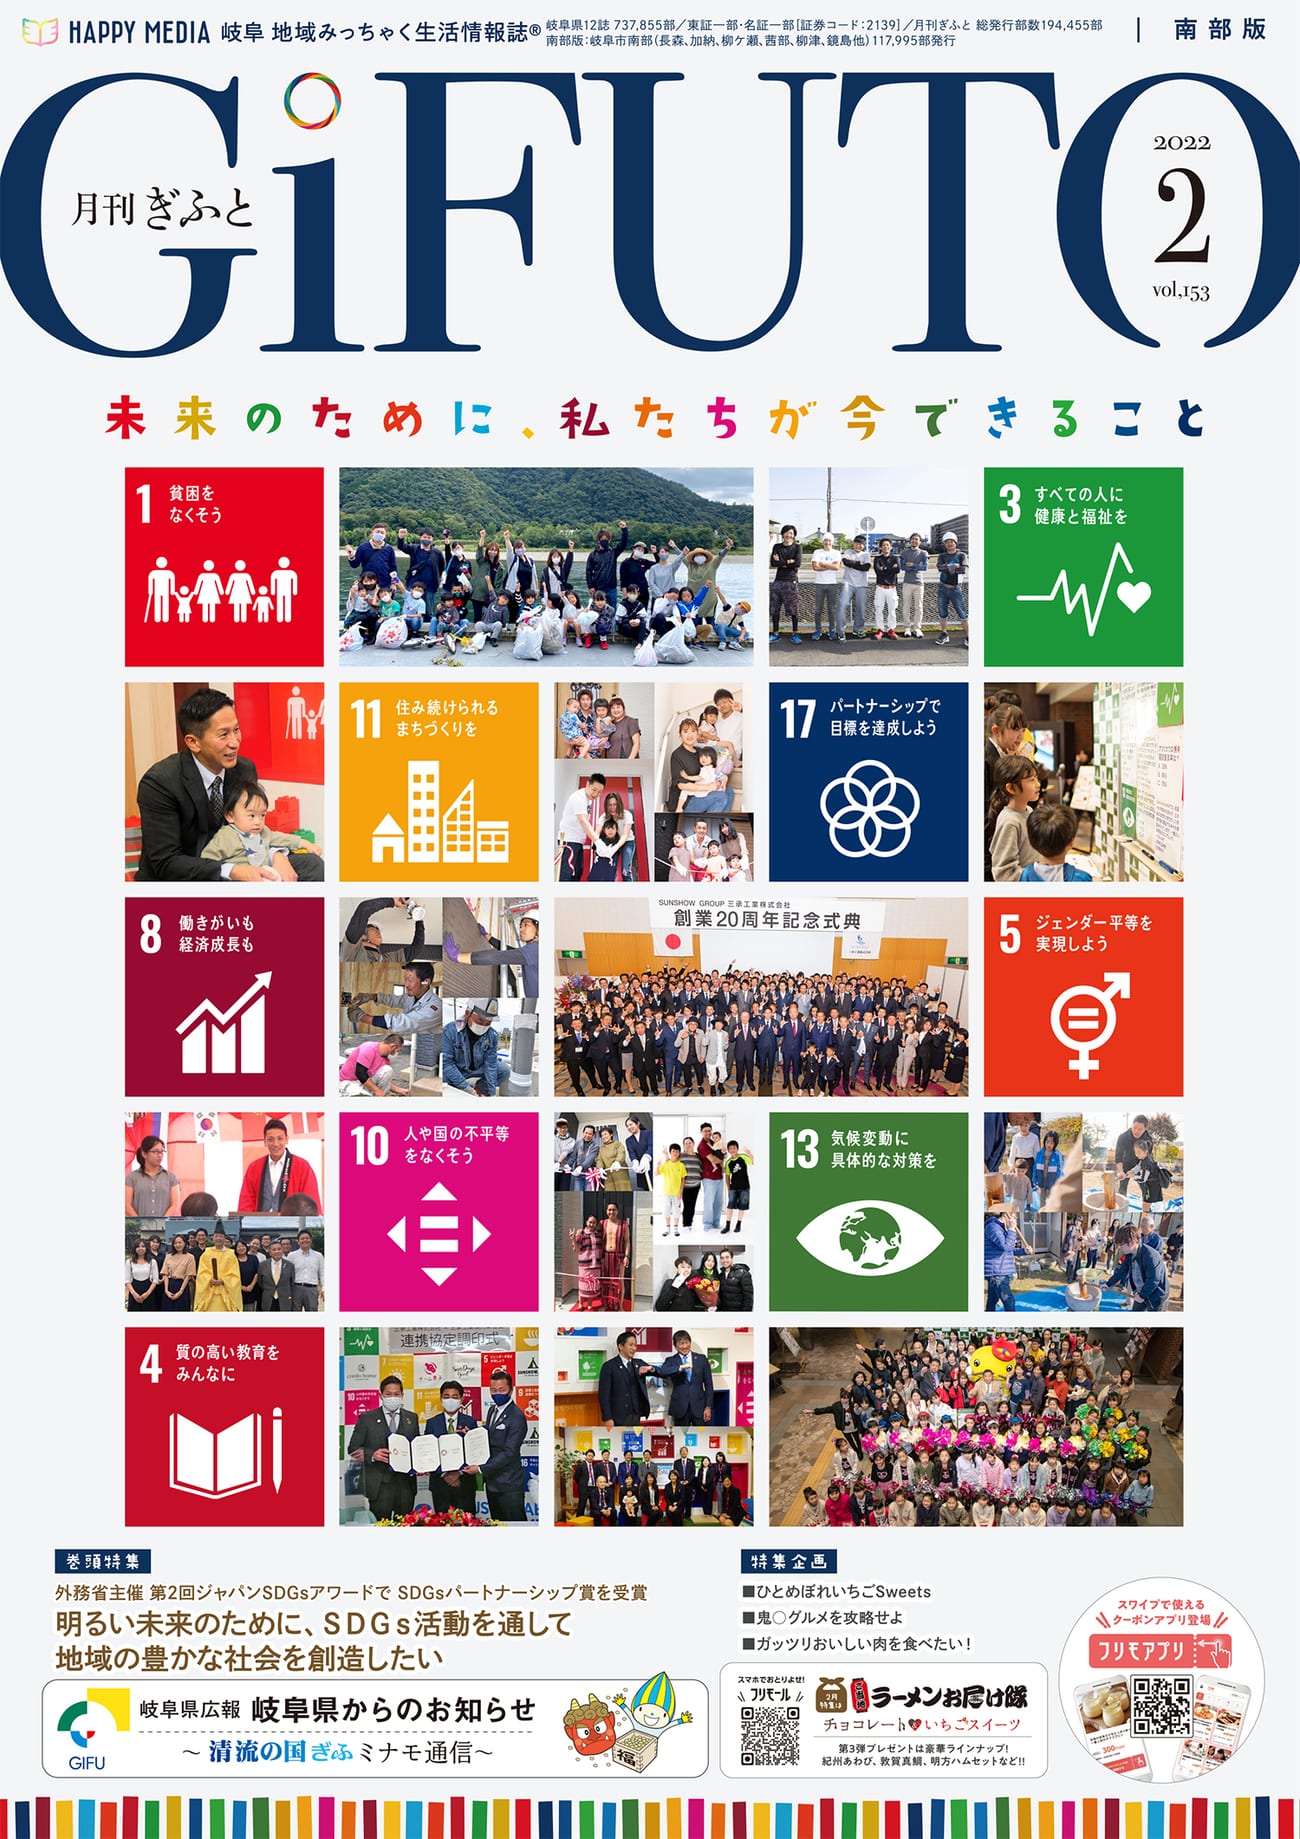 HAPPY MEDIA 岐阜 地域みっちゃく生活情報誌®
岐阜県12誌 737,855部／東証一部・名証一部［証券コード:2139］／月刊ぎふと 総発行部数194,455部
南部版:岐阜市南部（長森、加納、柳ケ瀬、茜部、柳津、鏡島他）117,995部発行
南部版
GiFUTO
月刊ぎふと
2022
2
vol,153
未来のために、私たちが今できること
1 貧困を
なくそう
3 すべての人に
健康と福祉を
11 住み続けられる
まちづくりを
17 パートナーシップで
目標を達成しよう
8 働きがいも
経済成長も
SUNSHOW GROUP 三承工業株式会社
創業20周年記念式典
5 ジェンダー平等を
実現しよう
10 人や国の不平等
をなくそう
13 気候変動に
具体的な対策を
4 質の高い教育を
みんなに
連携協定調印式
巻頭特集
外務省主催 第2回ジャパンSDGsアワードで SDGsパートナーシップ賞を受賞
明るい未来のために、SDGs活動を通して
地域の豊かな社会を創造したい
特集企画
■ひとめぼれいちごSweets
■鬼○グルメを攻略せよ
■ガッツリおいしい肉を食べたい！
スワイプで使える
クーポンアプリ登場
フリモアプリ
GIFU
岐阜県広報 岐阜県からのお知らせ
～清流の国ぎふ ミナモ通信～
福
スマホでおとりよせ!
フリモール
2月
特集は
ご当地
ラーメンお届け隊
チョコレート いちごスイーツ
第3弾プレゼントは豪華ラインナップ!
紀州あわび、敦賀真鯛、明方ハムセットなど!!